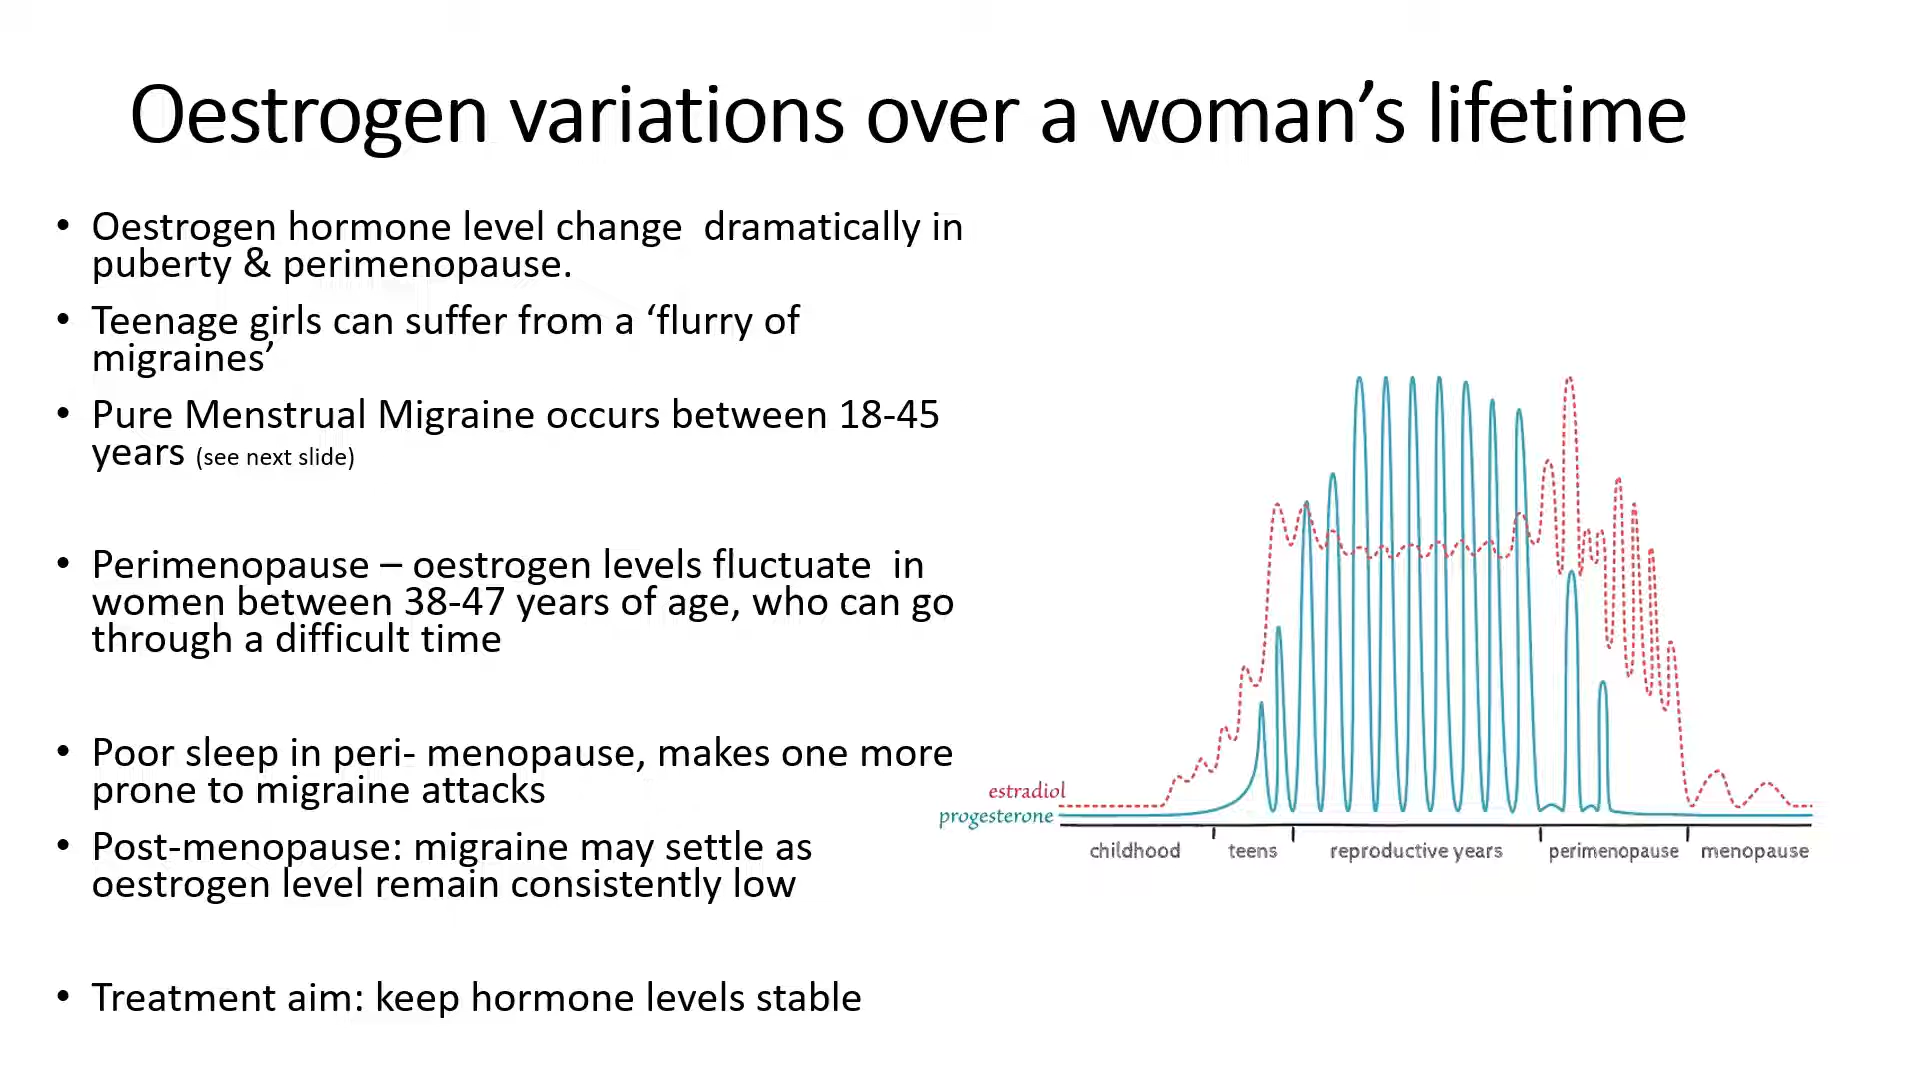 Oestrogen variations over a woman’s lifetime
• Oestrogen hormone level change  dramatically in
puberty & perimenopause.
• Teenage girls can suffer from a ‘flurry of
migraines’
• Pure Menstrual Migraine occurs between 18-45
years (see next slide)
• Perimenopause – oestrogen levels fluctuate  in
women between 38-47 years of age, who can go
through a difficult time
• Poor sleep in peri- menopause, makes one more
prone to migraine attacks
• Post-menopause: migraine may settle as
oestrogen level remain consistently low
• Treatment aim: keep hormone levels stable
estradiol
progesterone
childhood teens reproductive years perimenopause menopause